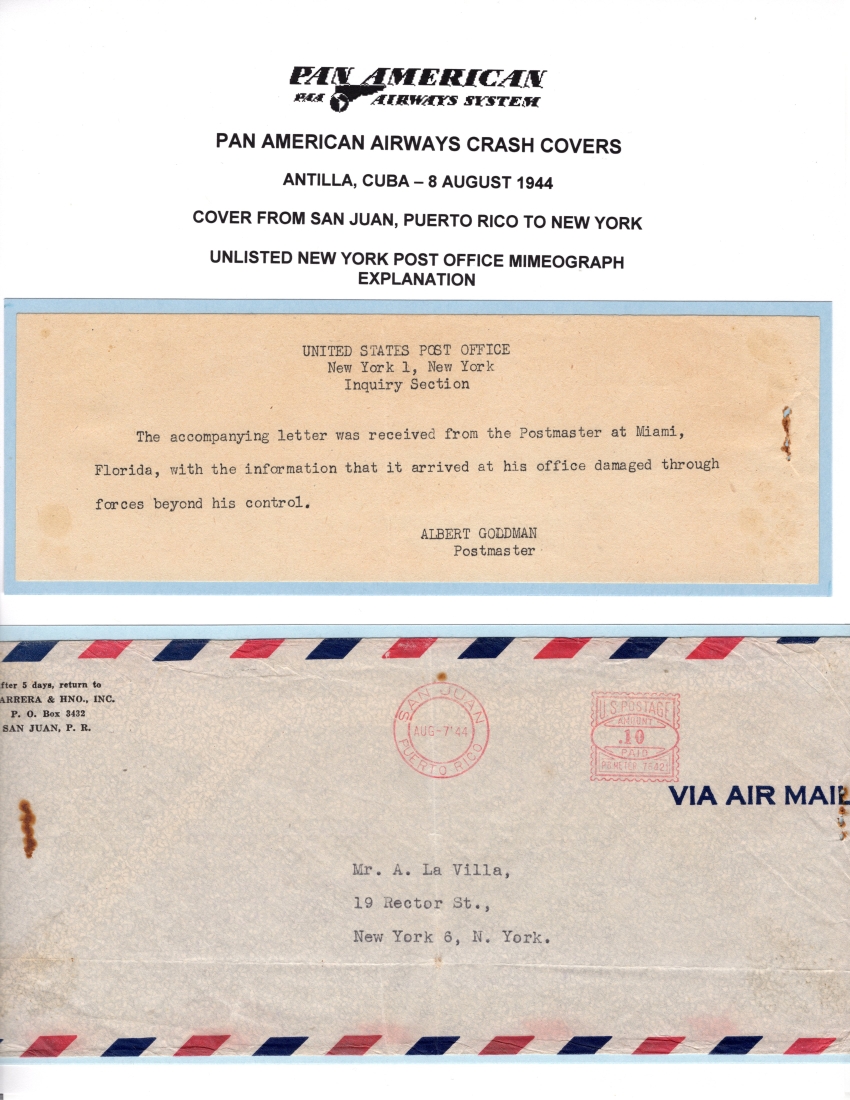 PAN AMERICAN
PAA AIRWAYS SYSTEM
PAN AMERICAN AIRWAYS CRASH COVERS
ANTILLA, CUBA – 8 AUGUST 1944
COVER FROM SAN JUAN, PUERTO RICO TO NEW YORK
UNLISTED NEW YORK POST OFFICE MIMEOGRAPH
EXPLANATION
UNITED STATES POST OFFICE
New York 1, New York
Inquiry Section
The accompanying letter was received from the Postmaster at Miami,
Florida, with the information that it arrived at his office damaged through
forces beyond his control.
ALBERT GOLDMAN
Postmaster
fter 5 days, return to
ARRERA & HNO., INC.
P. O. Box 3432
SAN JUAN, P. R.
SAN JUAN
AUG-7'44
PUERTO RICO
U.S. POSTAGE
AMOUNT
.10
PAID
VIA AIR MAIL
Mr. A. La Villa,
19 Rector St.,
New York 6, N. York.